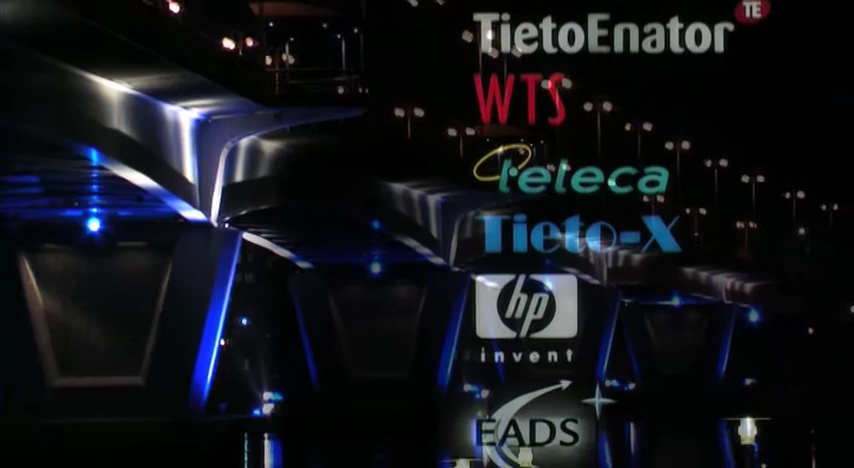 TietoEnator TE
WTS
teleca
Tieto-X
hp
invent
EADS